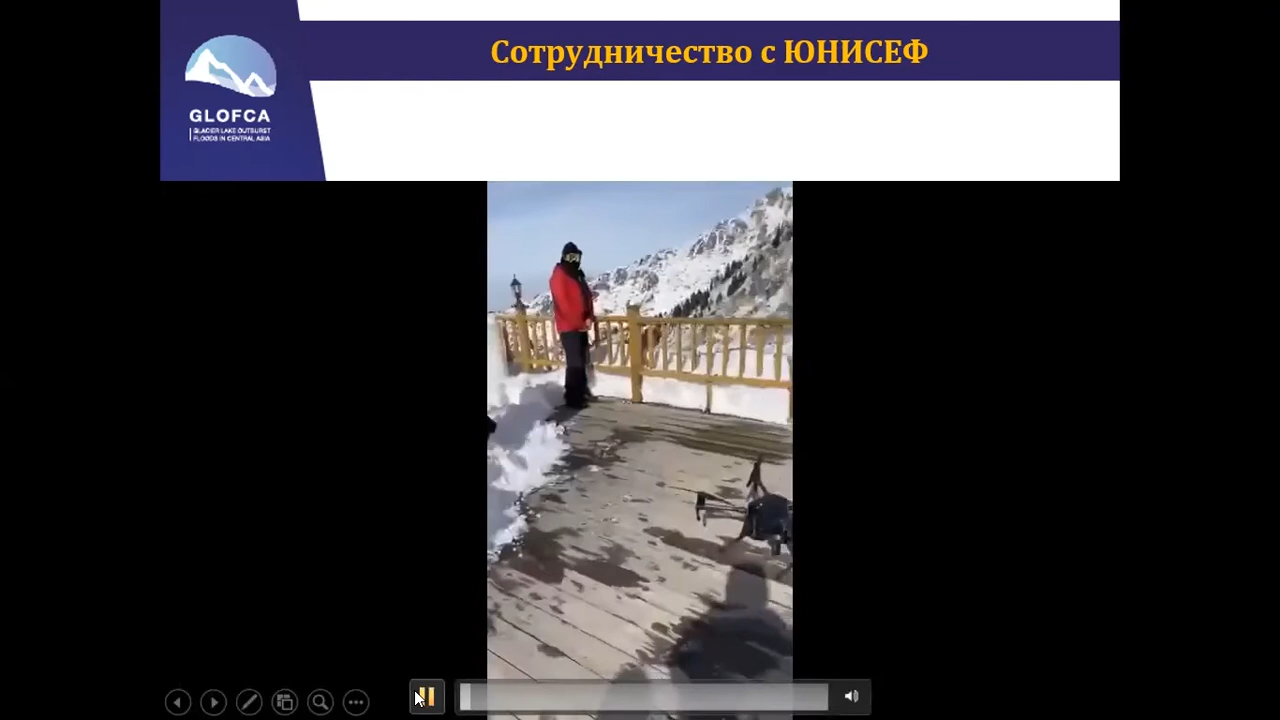 Сотрудничество с ЮНИСЕФ
GLOFCA
GLACIER LAKE OUTBURST
FLOODS IN CENTRAL ASIA